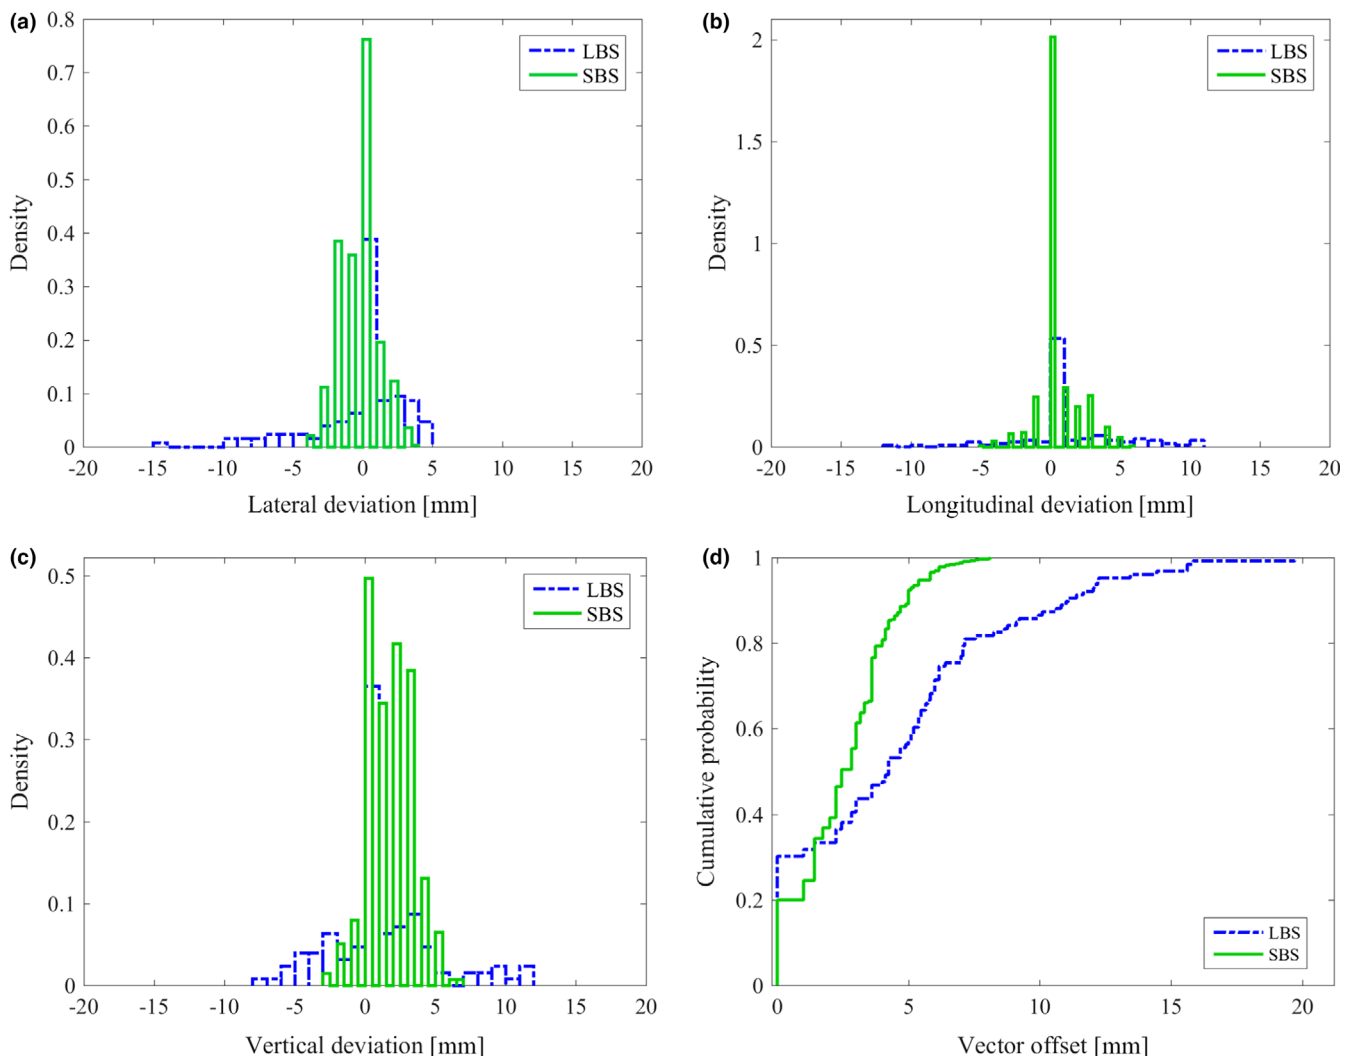 (a)
0.8
0.7
0.6
0.5
0.4
0.3
0.2
0.1
0
Density
-20 -15 -10 -5 0 5 10 15 20
Lateral deviation [mm]
LBS
SBS
(b)
2
1.5
1
0.5
0
Density
-20 -15 -10 -5 0 5 10 15 20
Longitudinal deviation [mm]
LBS
SBS
(c)
0.5
0.4
0.3
0.2
0.1
0
Density
-20 -15 -10 -5 0 5 10 15 20
Vertical deviation [mm]
LBS
SBS
(d)
1
0.8
0.6
0.4
0.2
0
Cumulative probability
0 5 10 15 20
Vector offset [mm]
LBS
SBS